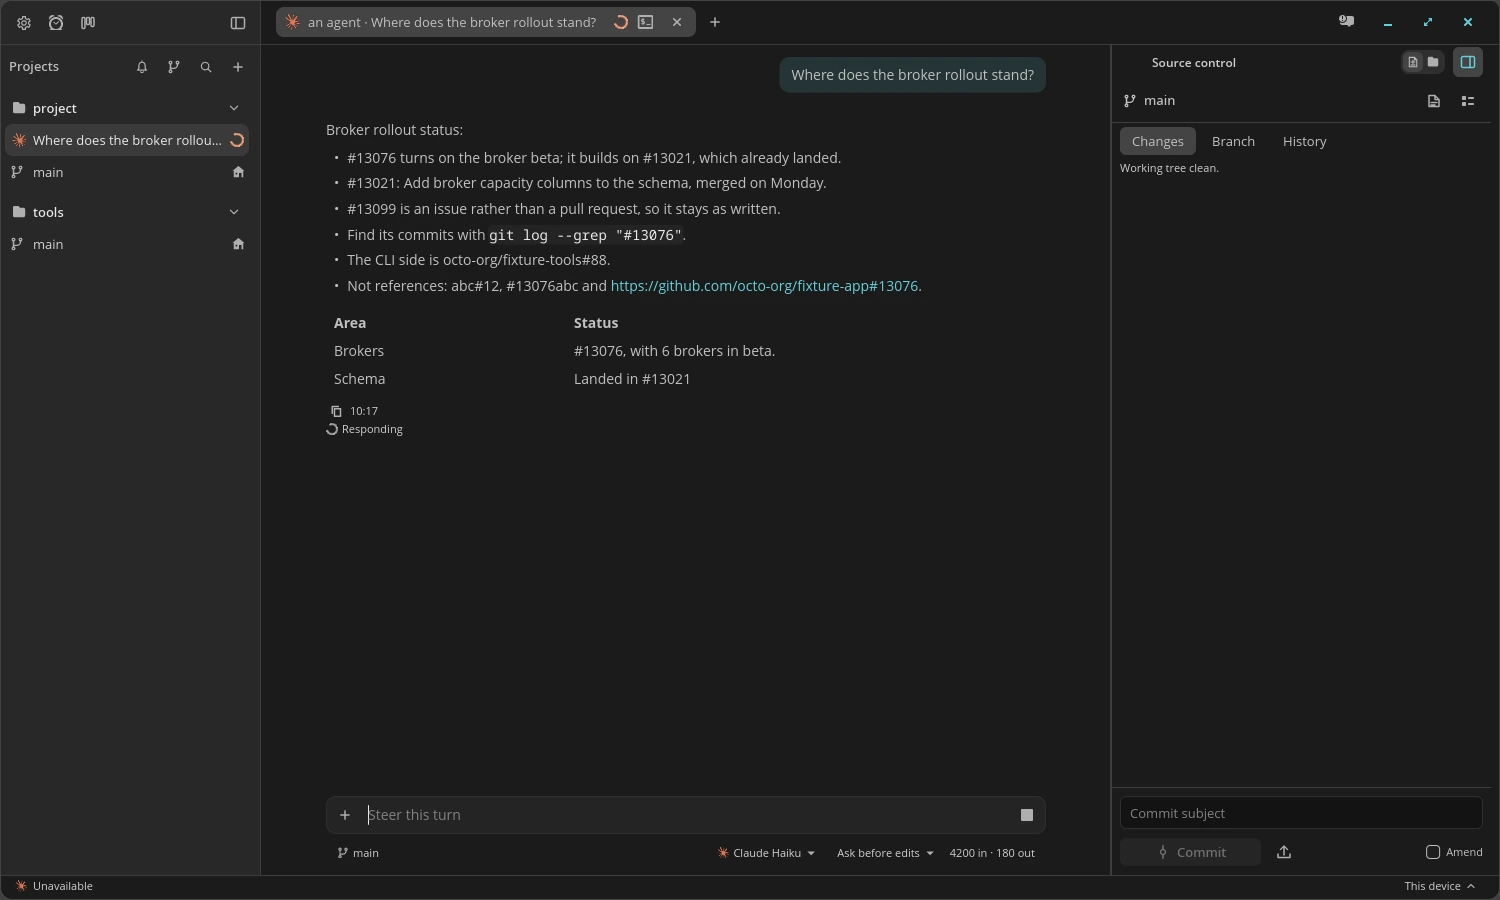 an agent · Where does the broker rollout stand?
Projects
project
Where does the broker rollou...
main
tools
main
Where does the broker rollout stand?
Broker rollout status:
• #13076 turns on the broker beta; it builds on #13021, which already landed.
• #13021: Add broker capacity columns to the schema, merged on Monday.
• #13099 is an issue rather than a pull request, so it stays as written.
• Find its commits with git log --grep "#13076".
• The CLI side is octo-org/fixture-tools#88.
• Not references: abc#12, #13076abc and https://github.com/octo-org/fixture-app#13076.
Area Status
Brokers #13076, with 6 brokers in beta.
Schema Landed in #13021
10:17
Responding
Steer this turn
main Claude Haiku Ask before edits 4200 in · 180 out
Source control
main
Changes Branch History
Working tree clean.
Commit subject
Commit Amend
Unavailable This device